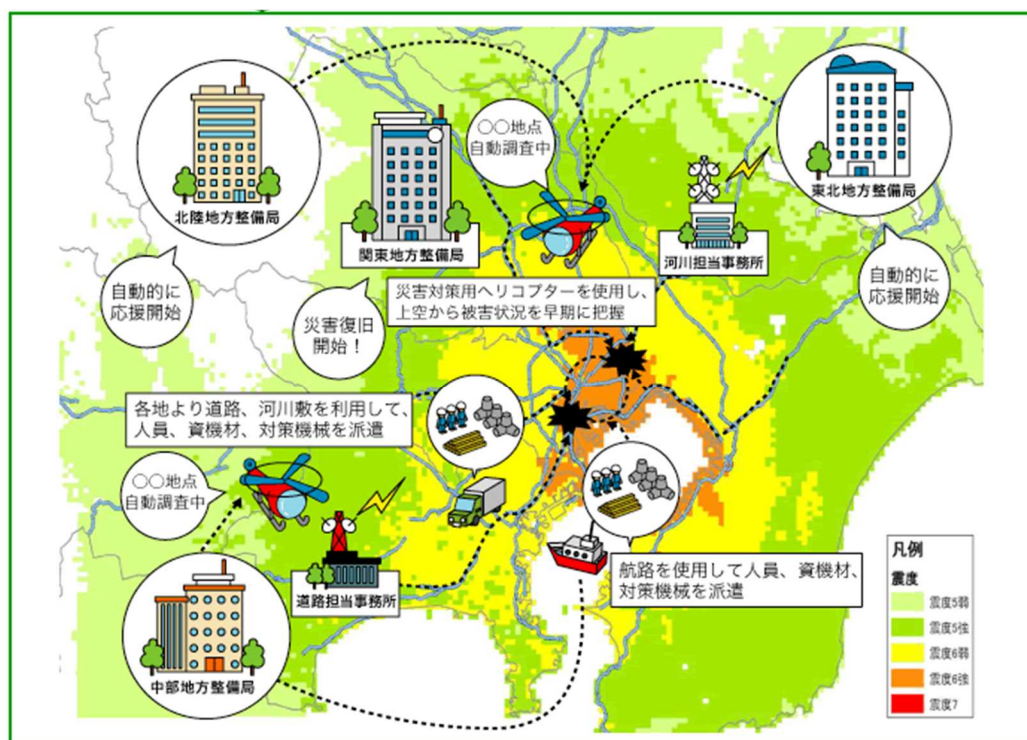 ○○地点
自動調査中
北陸地方整備局
関東地方整備局
河川担当事務所
東北地方整備局
自動的に
応援開始
災害復旧
開始！
災害対策用ヘリコプターを使用し、
上空から被害状況を早期に把握
自動的に
応援開始
各地より道路、河川敷を利用して、
人員、資機材、対策機械を派遣
○○地点
自動調査中
道路担当事務所
航路を使用して人員、資機材、
対策機械を派遣
中部地方整備局
凡例
震度
震度5弱
震度5強
震度6弱
震度6強
震度7